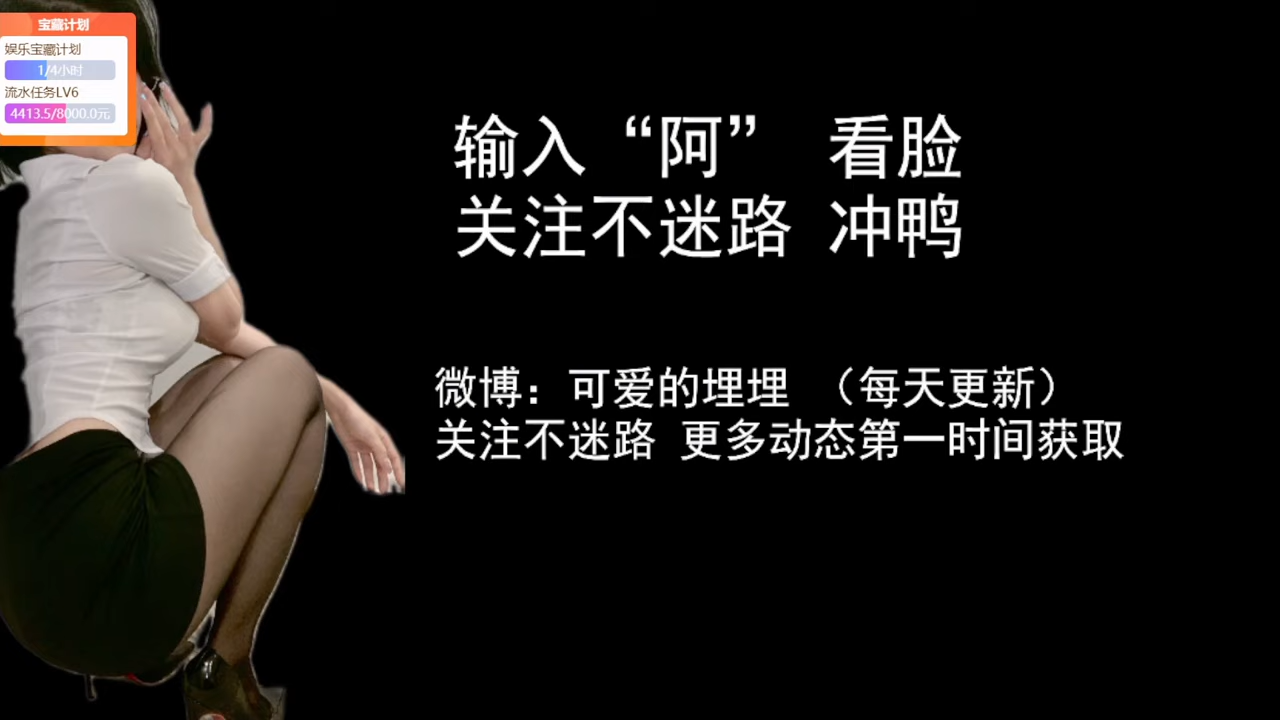 宝藏计划
娱乐宝藏计划
1/4小时
流水任务LV6
4413.5/8000.0元
输入“阿” 看脸
关注不迷路 冲鸭
微博：可爱的埋埋 （每天更新）
关注不迷路 更多动态第一时间获取